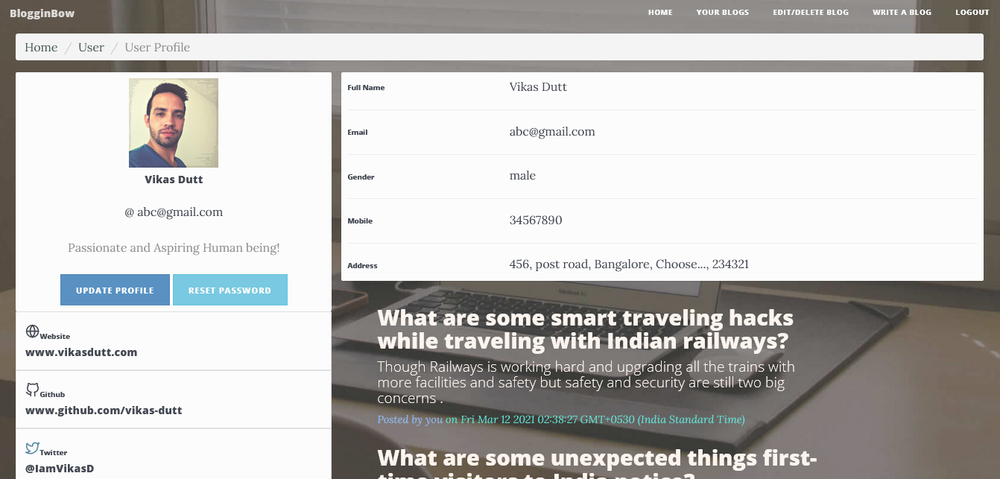 BlogginBow
HOME YOUR BLOGS EDIT/DELETE BLOG WRITE A BLOG LOGOUT
Home / User / User Profile
Vikas Dutt
@ abc@gmail.com
Passionate and Aspiring Human being!
UPDATE PROFILE RESET PASSWORD
Website
www.vikasdutt.com
Github
www.github.com/vikas-dutt
Twitter
@IamVikasD
Full Name Vikas Dutt
Email abc@gmail.com
Gender male
Mobile 34567890
Address 456, post road, Bangalore, Choose..., 234321
What are some smart traveling hacks
while traveling with Indian railways?
Though Railways is working hard and upgrading all the trains with
more facilities and safety but safety and security are still two big
concerns .
Posted by you on Fri Mar 12 2021 02:38:27 GMT+0530 (India Standard Time)
What are some unexpected things first-
time visitors to India notice?